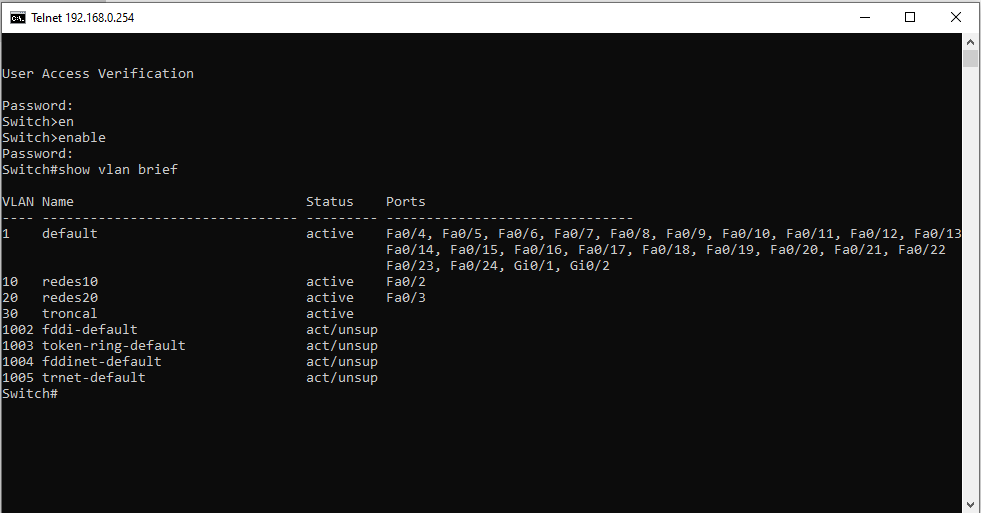 Telnet 192.168.0.254
User Access Verification
Password:
Switch>en
Switch>enable
Password:
Switch#show vlan brief
VLAN Name                             Status    Ports
---- -------------------------------- --------- -------------------------------
1    default                          active    Fa0/4, Fa0/5, Fa0/6, Fa0/7, Fa0/8, Fa0/9, Fa0/10, Fa0/11, Fa0/12, Fa0/13
                                                Fa0/14, Fa0/15, Fa0/16, Fa0/17, Fa0/18, Fa0/19, Fa0/20, Fa0/21, Fa0/22
                                                Fa0/23, Fa0/24, Gi0/1, Gi0/2
10   redes10                          active    Fa0/2
20   redes20                          active    Fa0/3
30   troncal                          active
1002 fddi-default                     act/unsup
1003 token-ring-default               act/unsup
1004 fddinet-default                  act/unsup
1005 trnet-default                    act/unsup
Switch#